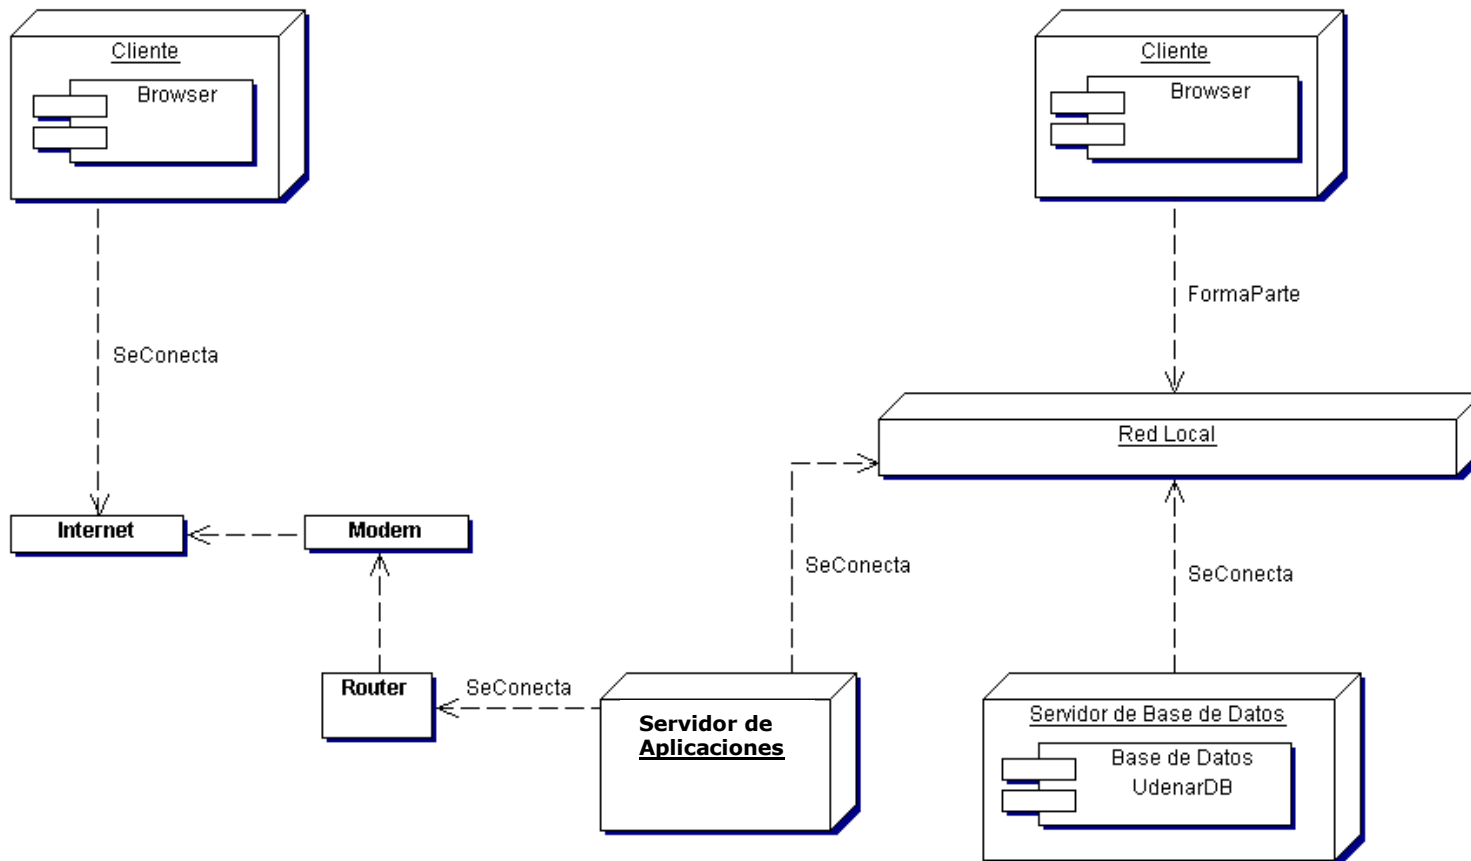 Cliente
Browser
Cliente
Browser
FormaParte
SeConecta
Red Local
Internet
Modem
SeConecta
SeConecta
Router
SeConecta
Servidor de
Aplicaciones
Servidor de Base de Datos
Base de Datos
UdenarDB